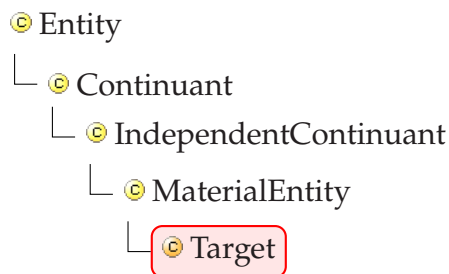 © Entity
© Continuant
© IndependentContinuant
© MaterialEntity
© Target